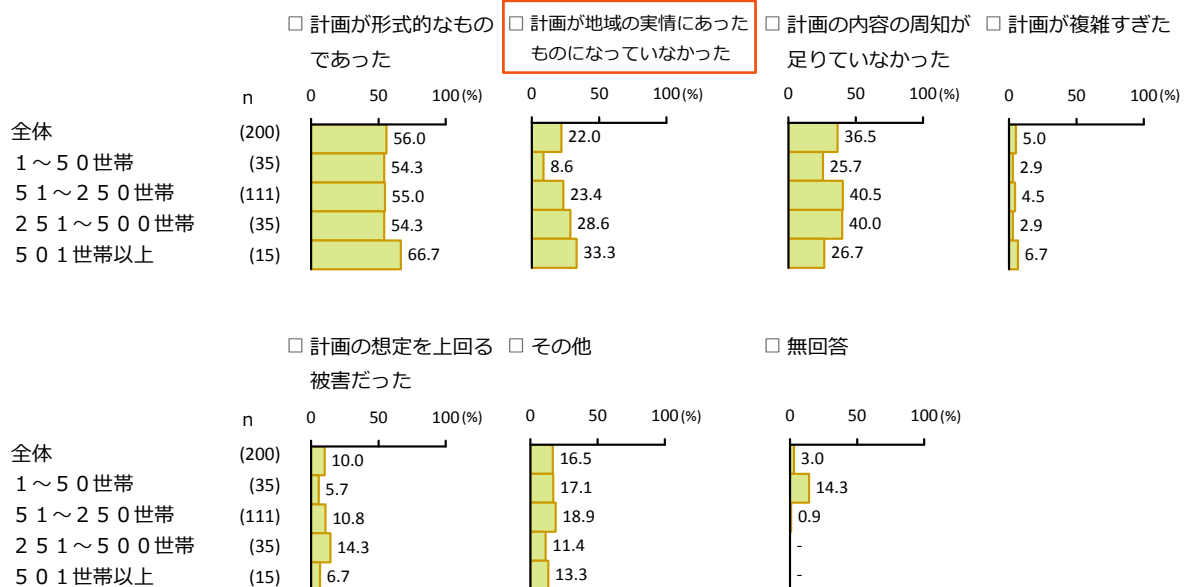 □ 計画が形式的なもの □ 計画が地域の実情にあった □ 計画の内容の周知が □ 計画が複雑すぎた
であった ものになっていなかった 足りていなかった
n 0 50 100(%) 0 50 100(%) 0 50 100(%) 0 50 100(%)
全体 (200) 56.0 22.0 36.5 5.0
1～50世帯 (35) 54.3 8.6 25.7 2.9
51～250世帯 (111) 55.0 23.4 40.5 4.5
251～500世帯 (35) 54.3 28.6 40.0 2.9
501世帯以上 (15) 66.7 33.3 26.7 6.7
□ 計画の想定を上回る □ その他 □ 無回答
被害だった
n 0 50 100(%) 0 50 100(%) 0 50 100(%)
全体 (200) 10.0 16.5 3.0
1～50世帯 (35) 5.7 17.1 14.3
51～250世帯 (111) 10.8 18.9 0.9
251～500世帯 (35) 14.3 11.4 -
501世帯以上 (15) 6.7 13.3 -